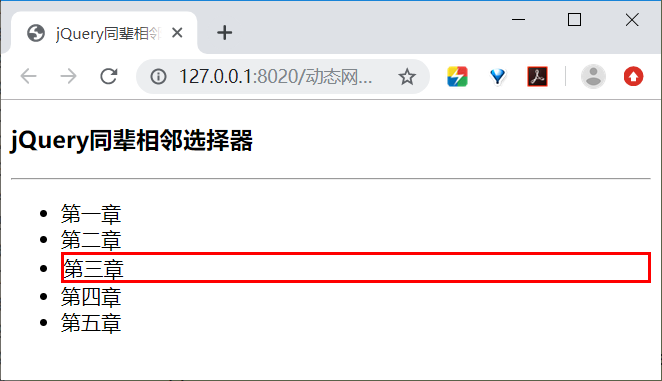 jQuery同辈相邻
127.0.0.1:8020/动态网...
jQuery同辈相邻选择器
第一章
第二章
第三章
第四章
第五章